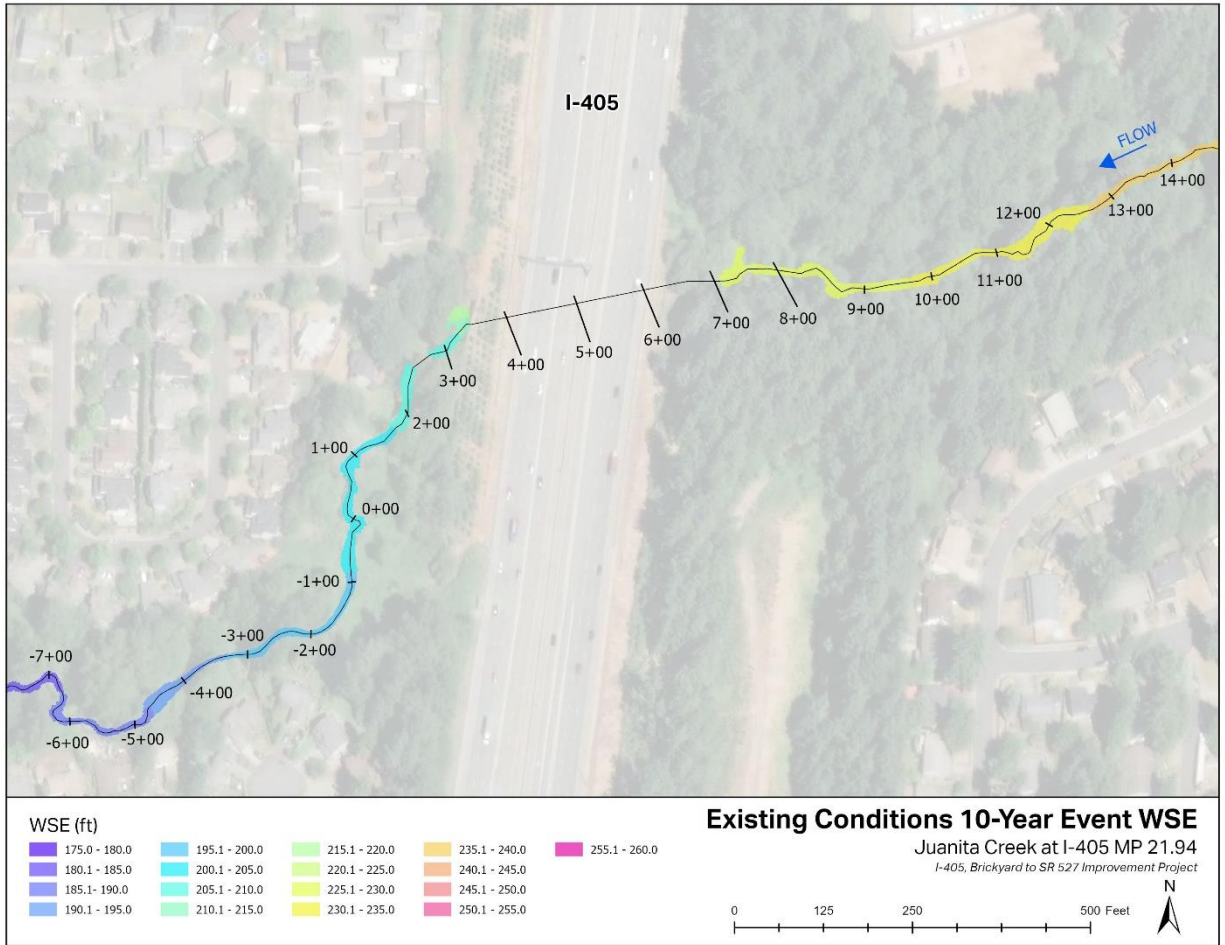 I-405
FLOW
14+00
13+00
12+00
11+00
10+00
9+00
8+00
7+00
6+00
5+00
4+00
3+00
2+00
1+00
0+00
-1+00
-2+00
-3+00
-4+00
-5+00
-6+00
-7+00
WSE (ft)
175.0 - 180.0
180.1 - 185.0
185.1- 190.0
190.1 - 195.0
195.1 - 200.0
200.1 - 205.0
205.1 - 210.0
210.1 - 215.0
215.1 - 220.0
220.1 - 225.0
225.1 - 230.0
230.1 - 235.0
235.1 - 240.0
240.1 - 245.0
245.1 - 250.0
250.1 - 255.0
255.1 - 260.0
Existing Conditions 10-Year Event WSE
Juanita Creek at I-405 MP 21.94
I-405, Brickyard to SR 527 Improvement Project
N
0 125 250 500 Feet